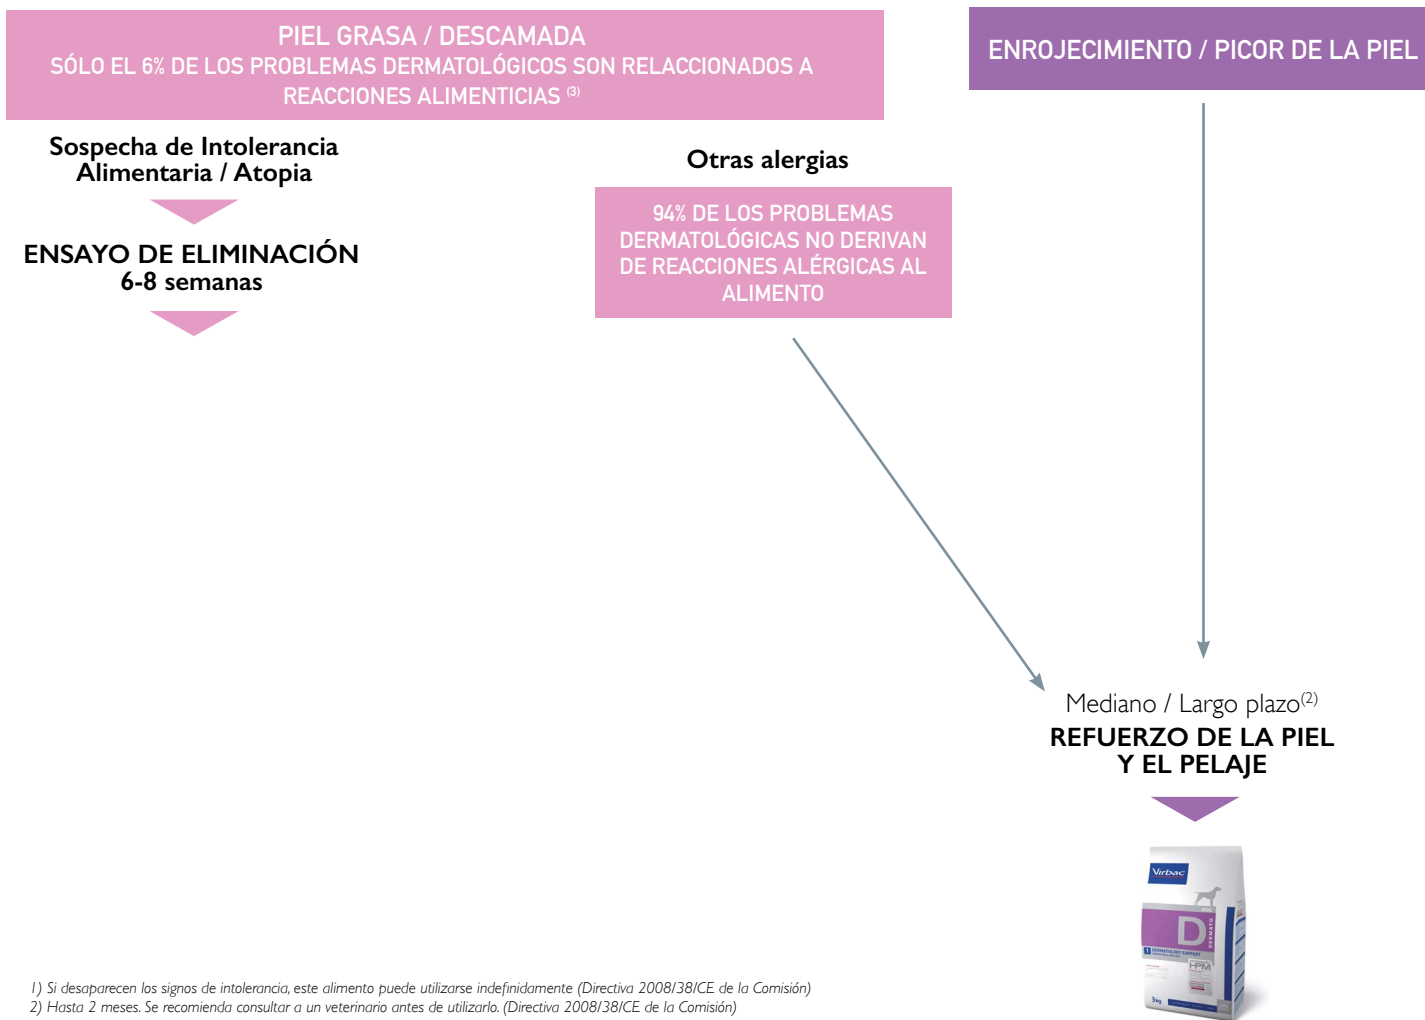 PIEL GRASA / DESCAMADA
SÓLO EL 6% DE LOS PROBLEMAS DERMATOLÓGICOS SON RELACCIONADOS A
REACCIONES ALIMENTICIAS (3)
ENROJECIMIENTO / PICOR DE LA PIEL
Sospecha de Intolerancia
Alimentaria / Atopia
ENSAYO DE ELIMINACIÓN
6-8 semanas
Otras alergias
94% DE LOS PROBLEMAS
DERMATOLÓGICAS NO DERIVAN
DE REACCIONES ALÉRGICAS AL
ALIMENTO
Mediano / Largo plazo(2)
REFUERZO DE LA PIEL
Y EL PELAJE
Virbac
D
DERMATO
1 DERMATOLOGY SUPPORT
HPM
3kg
1) Si desaparecen los signos de intolerancia, este alimento puede utilizarse indefinidamente (Directiva 2008/38/CE de la Comisión)
2) Hasta 2 meses. Se recomienda consultar a un veterinario antes de utilizarlo. (Directiva 2008/38/CE de la Comisión)